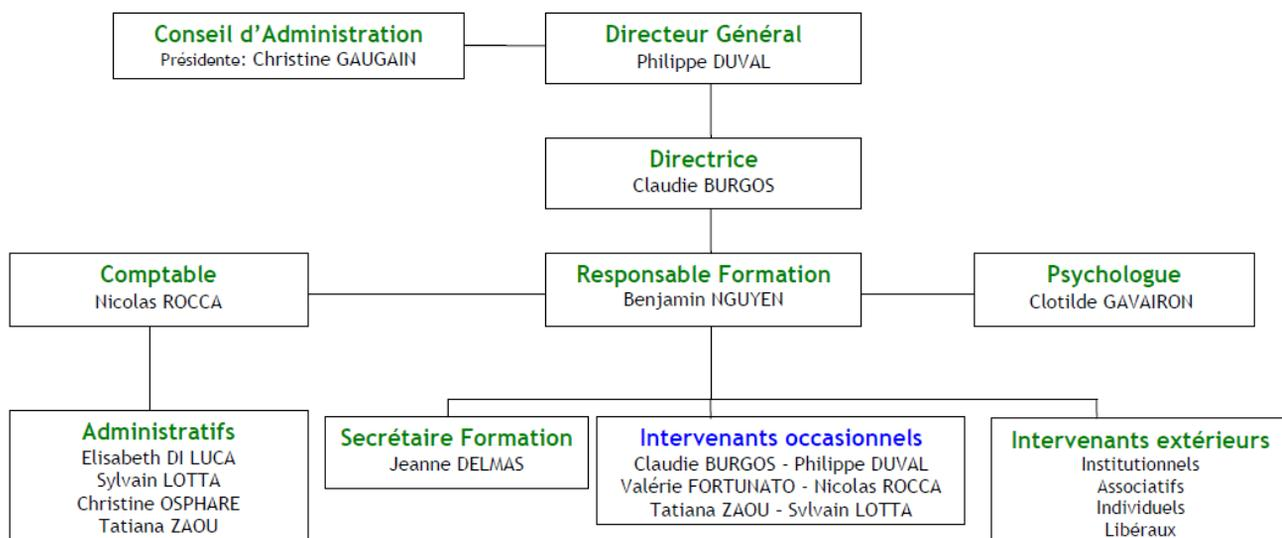 Conseil d'Administration
Présidente: Christine GAUGAIN
Directeur Général
Philippe DUVAL
Directrice
Claudie BURGOS
Comptable
Nicolas ROCCA
Responsable Formation
Benjamin NGUYEN
Psychologue
Clotilde GAVAIRON
Administratifs
Elisabeth DI LUCA
Sylvain LOTTA
Christine OSPHARE
Tatiana ZAOU
Secrétaire Formation
Jeanne DELMAS
Intervenants occasionnels
Claudie BURGOS - Philippe DUVAL
Valérie FORTUNATO - Nicolas ROCCA
Tatiana ZAOU – Sylvain LOTTA
Intervenants extérieurs
Institutionnels
Associatifs
Individuels
Libéraux